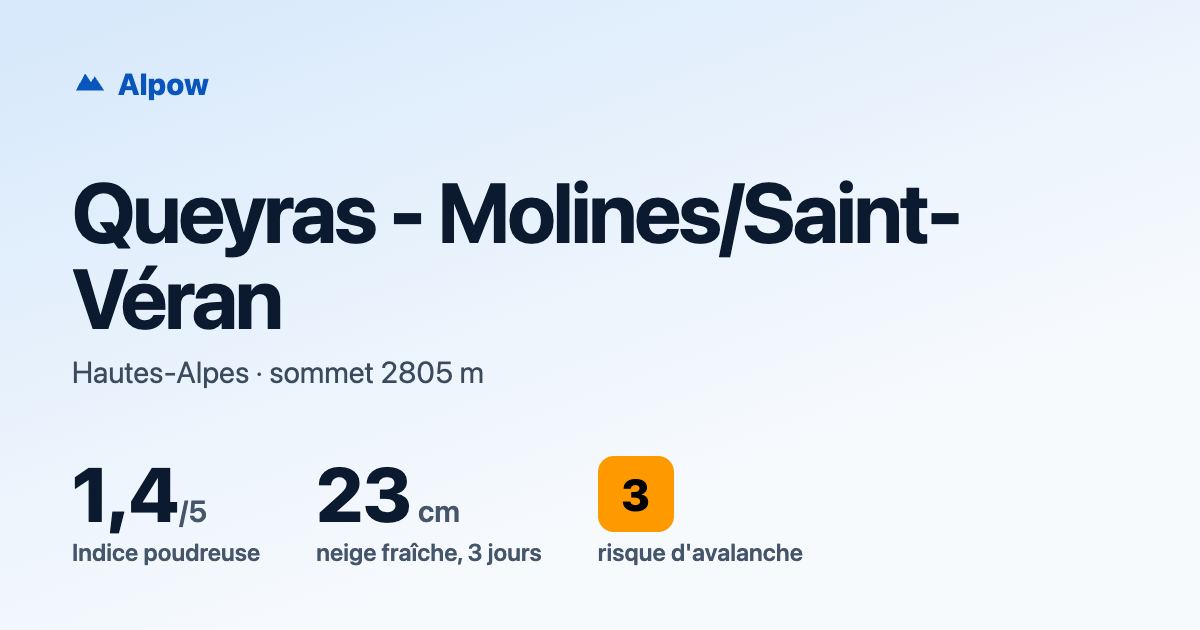 Alpow
Queyras - Molines/Saint-
Véran
Hautes-Alpes · sommet 2805 m
1,4/5
Indice poudreuse
23 cm
neige fraîche, 3 jours
3
risque d'avalanche